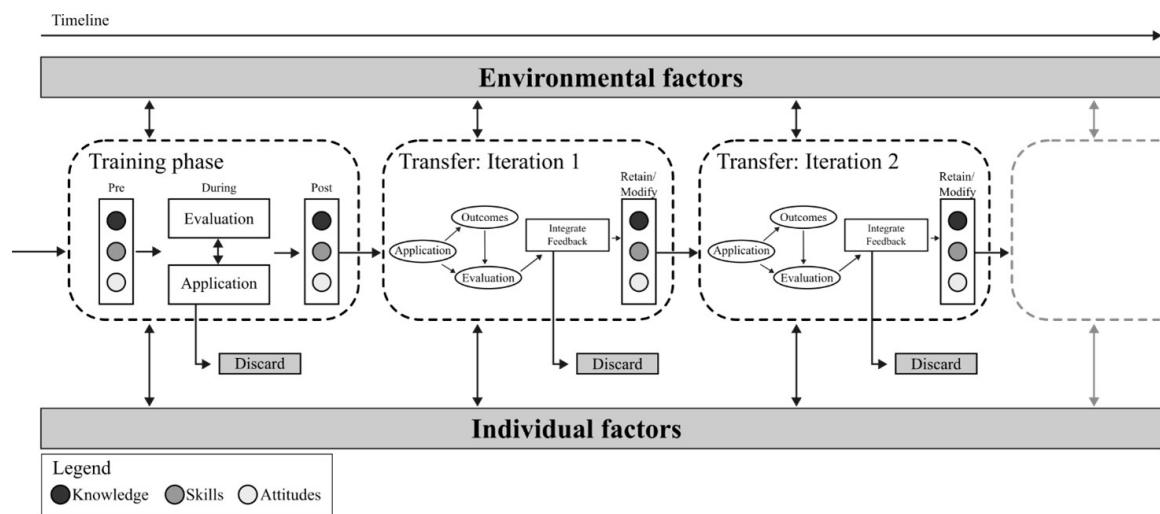 Timeline
Environmental factors
Training phase
Pre
During
Post
Evaluation
Application
Discard
Transfer: Iteration 1
Retain/
Modify
Outcomes
Application
Evaluation
Integrate
Feedback
Discard
Transfer: Iteration 2
Retain/
Modify
Outcomes
Application
Evaluation
Integrate
Feedback
Discard
Individual factors
Legend
Knowledge
Skills
Attitudes